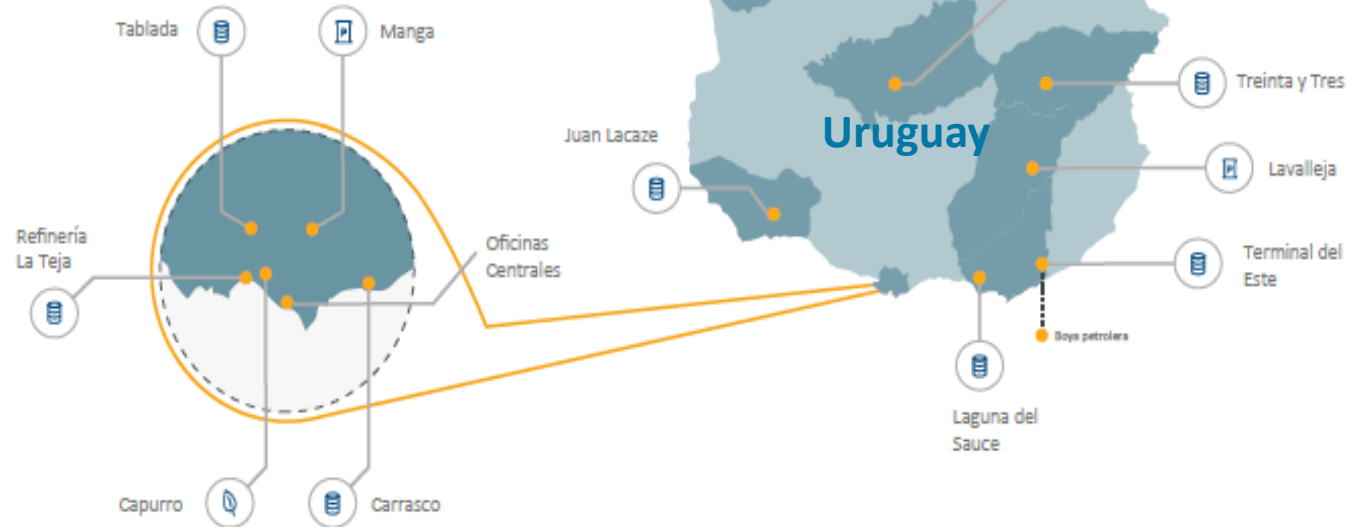 Tablada
Manga
Treinta y Tres
Uruguay
Juan Lacaze
Lavalleja
Refinería
La Teja
Oficinas
Centrales
Terminal del
Este
Boya petrolera
Laguna del
Sauce
Capurro
Carrasco